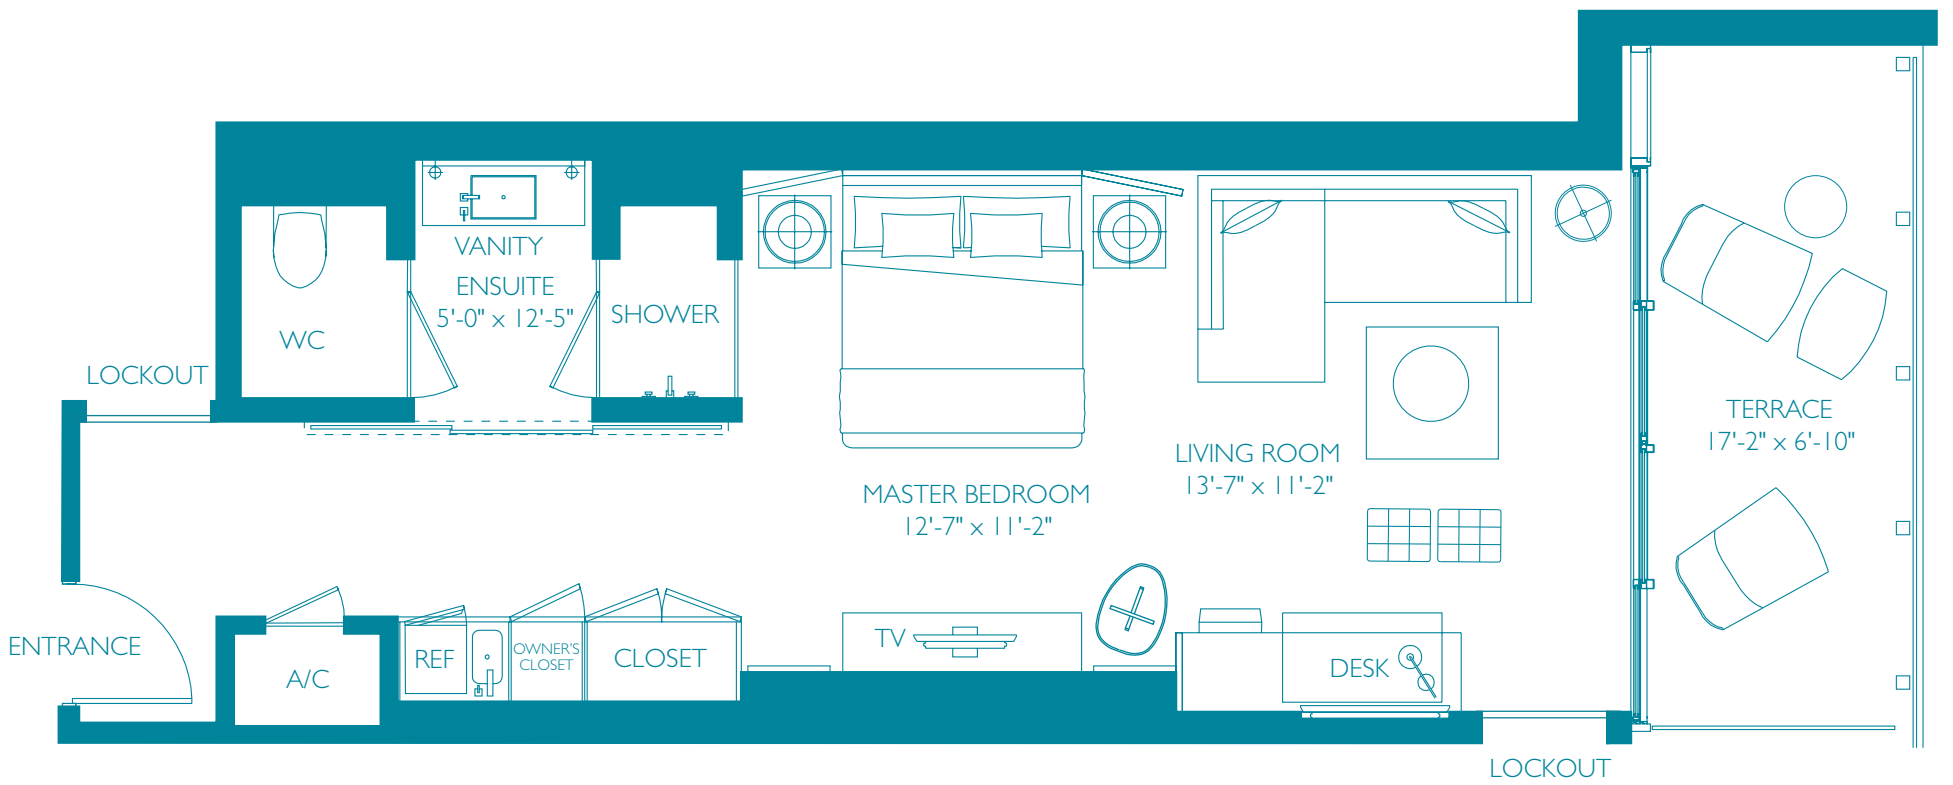 VANITY
ENSUITE
5'-0" x 12'-5"
SHOWER
WC
LOCKOUT
TERRACE
17'-2" x 6'-10"
LIVING ROOM
13'-7" x 11'-2"
MASTER BEDROOM
12'-7" x 11'-2"
ENTRANCE
A/C
REF
OWNER'S
CLOSET
CLOSET
TV
DESK
LOCKOUT